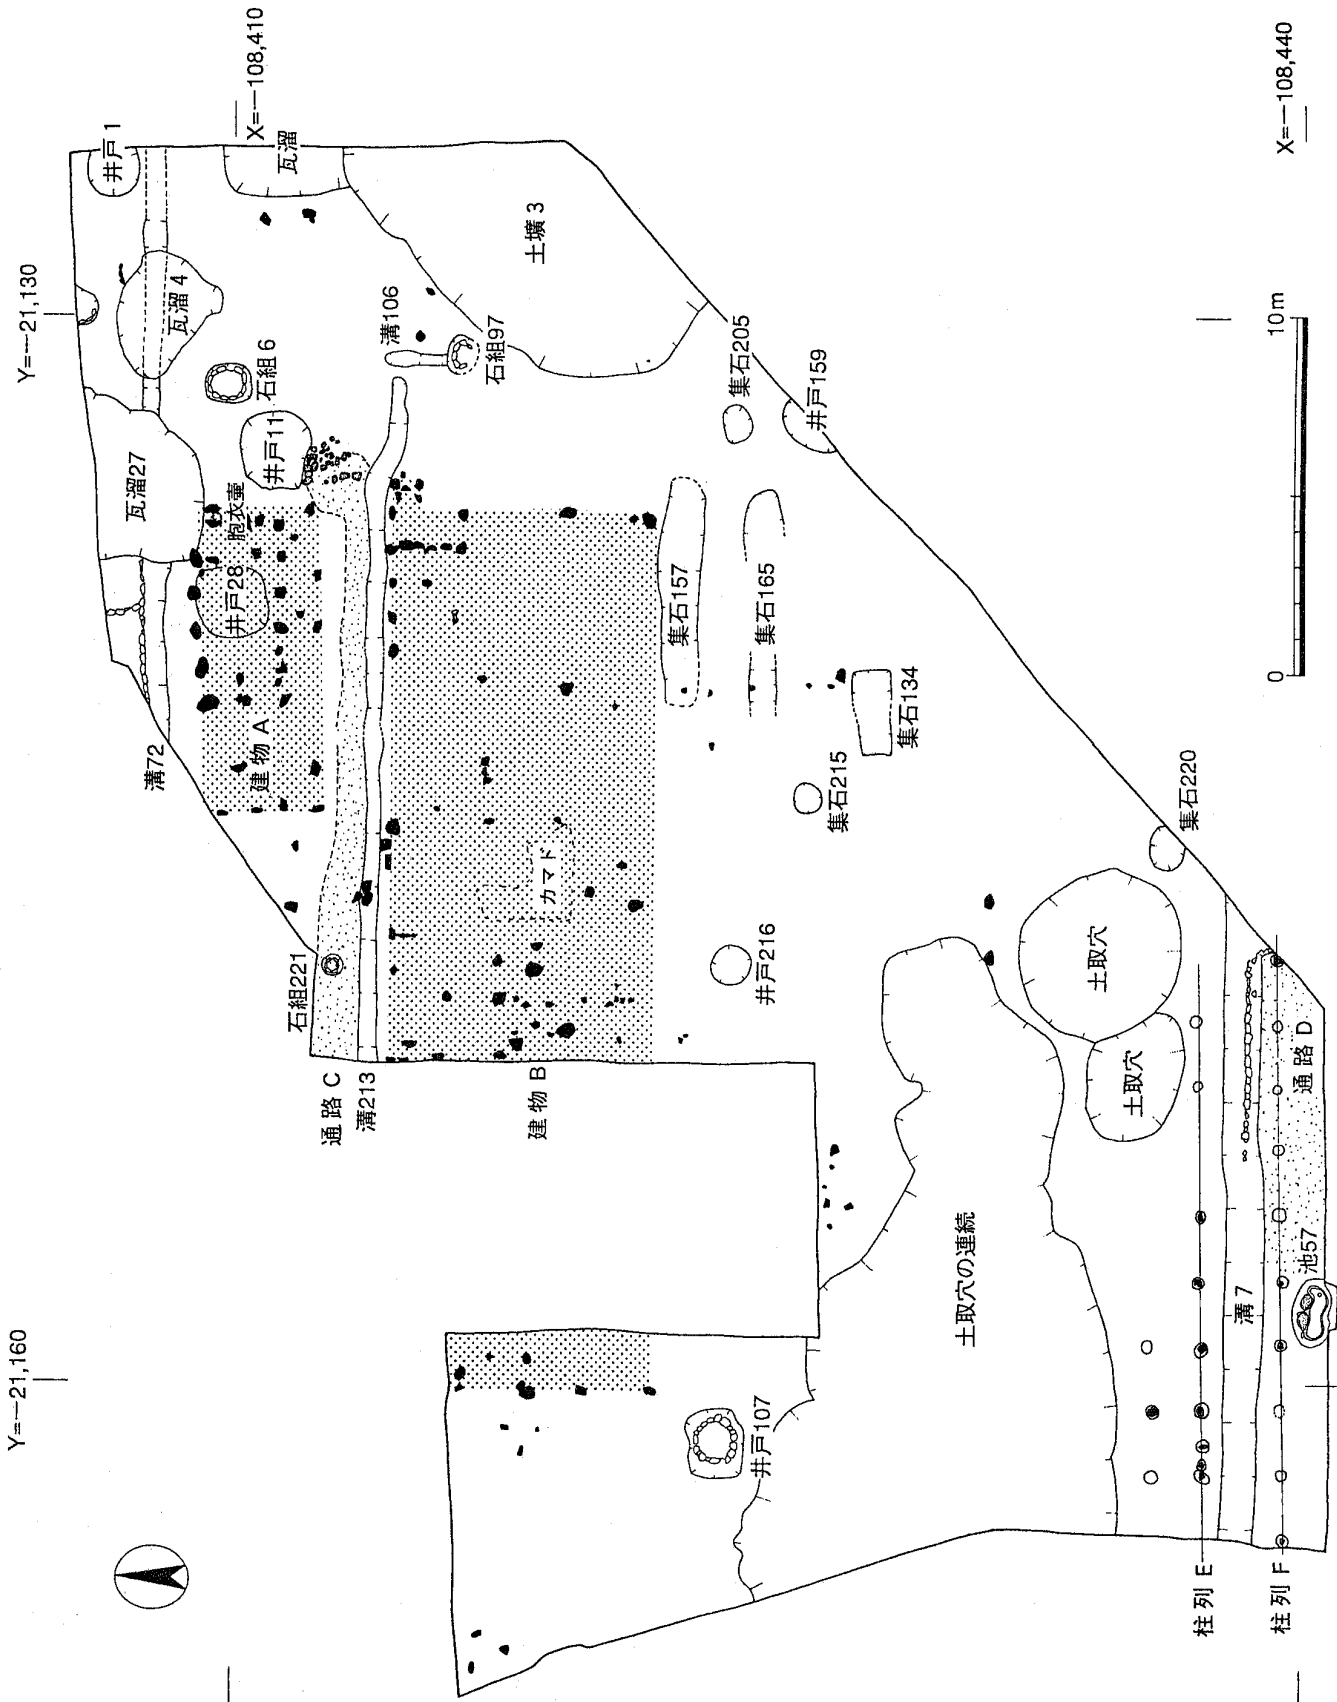 Y=—21,130
X=—108,410
井戸1
瓦溜
瓦溜4
土壙3
石組6
溝106
石組97
瓦溜27
井戸11
胞衣壷
井戸28
集石205
井戸159
溝72
建物A
集石157
集石165
集石134
集石215
カマド
集石220
石組221
井戸216
通路C
溝213
建物B
土取穴
土取穴
通路D
土取穴の連続
溝7
池57
井戸107
柱列E
柱列F
Y=—21,160
X=—108,440
0
10m